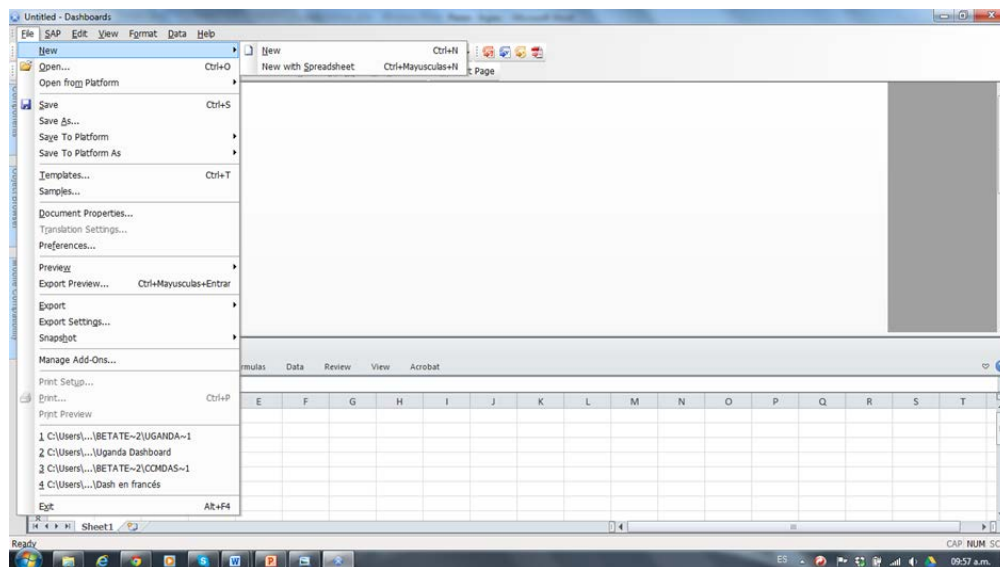 Untitled - Dashboards
File SAP Edit View Format Data Help
New
New Ctrl+N
New with Spreadsheet Ctrl+Mayusculas+N
t Page
Open... Ctrl+O
Open from Platform
Save Ctrl+S
Save As...
Save To Platform
Save To Platform As
Templates... Ctrl+T
Samples...
Document Properties...
Translation Settings...
Preferences...
Preview
Export Preview... Ctrl+Mayusculas+Entrar
Export
Export Settings...
Snapshot
Manage Add-Ons...
rmulas Data Review View Acrobat
Print Setup...
Print... Ctrl+P
Print Preview
E F G H I J K L M N O P Q R S T
1 C:\Users\...\BETATE~2\UGANDA~1
2 C:\Users\...\Uganda Dashboard
3 C:\Users\...\BETATE~2\CCMDAS~1
4 C:\Users\...\Dash en francés
Exit Alt+F4
Sheet1
Ready CAP NUM SC
ES 09:57 a.m.